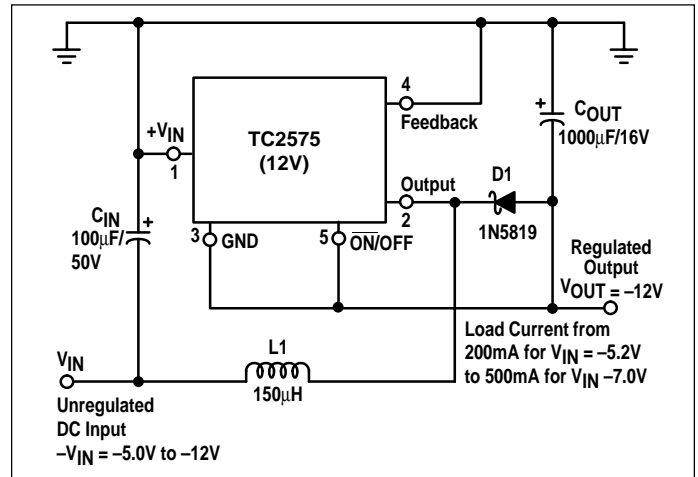 4
Feedback
+VIN
1
TC2575
(12V)
+
COUT
1000µF/16V
Output
2
D1
1N5819
CIN
100µF/
50V
+
3
GND
5
ON/OFF
Regulated
Output
VOUT = –12V
L1
150µH
Load Current from
200mA for VIN = –5.2V
to 500mA for VIN –7.0V
VIN
Unregulated
DC Input
–VIN = –5.0V to –12V